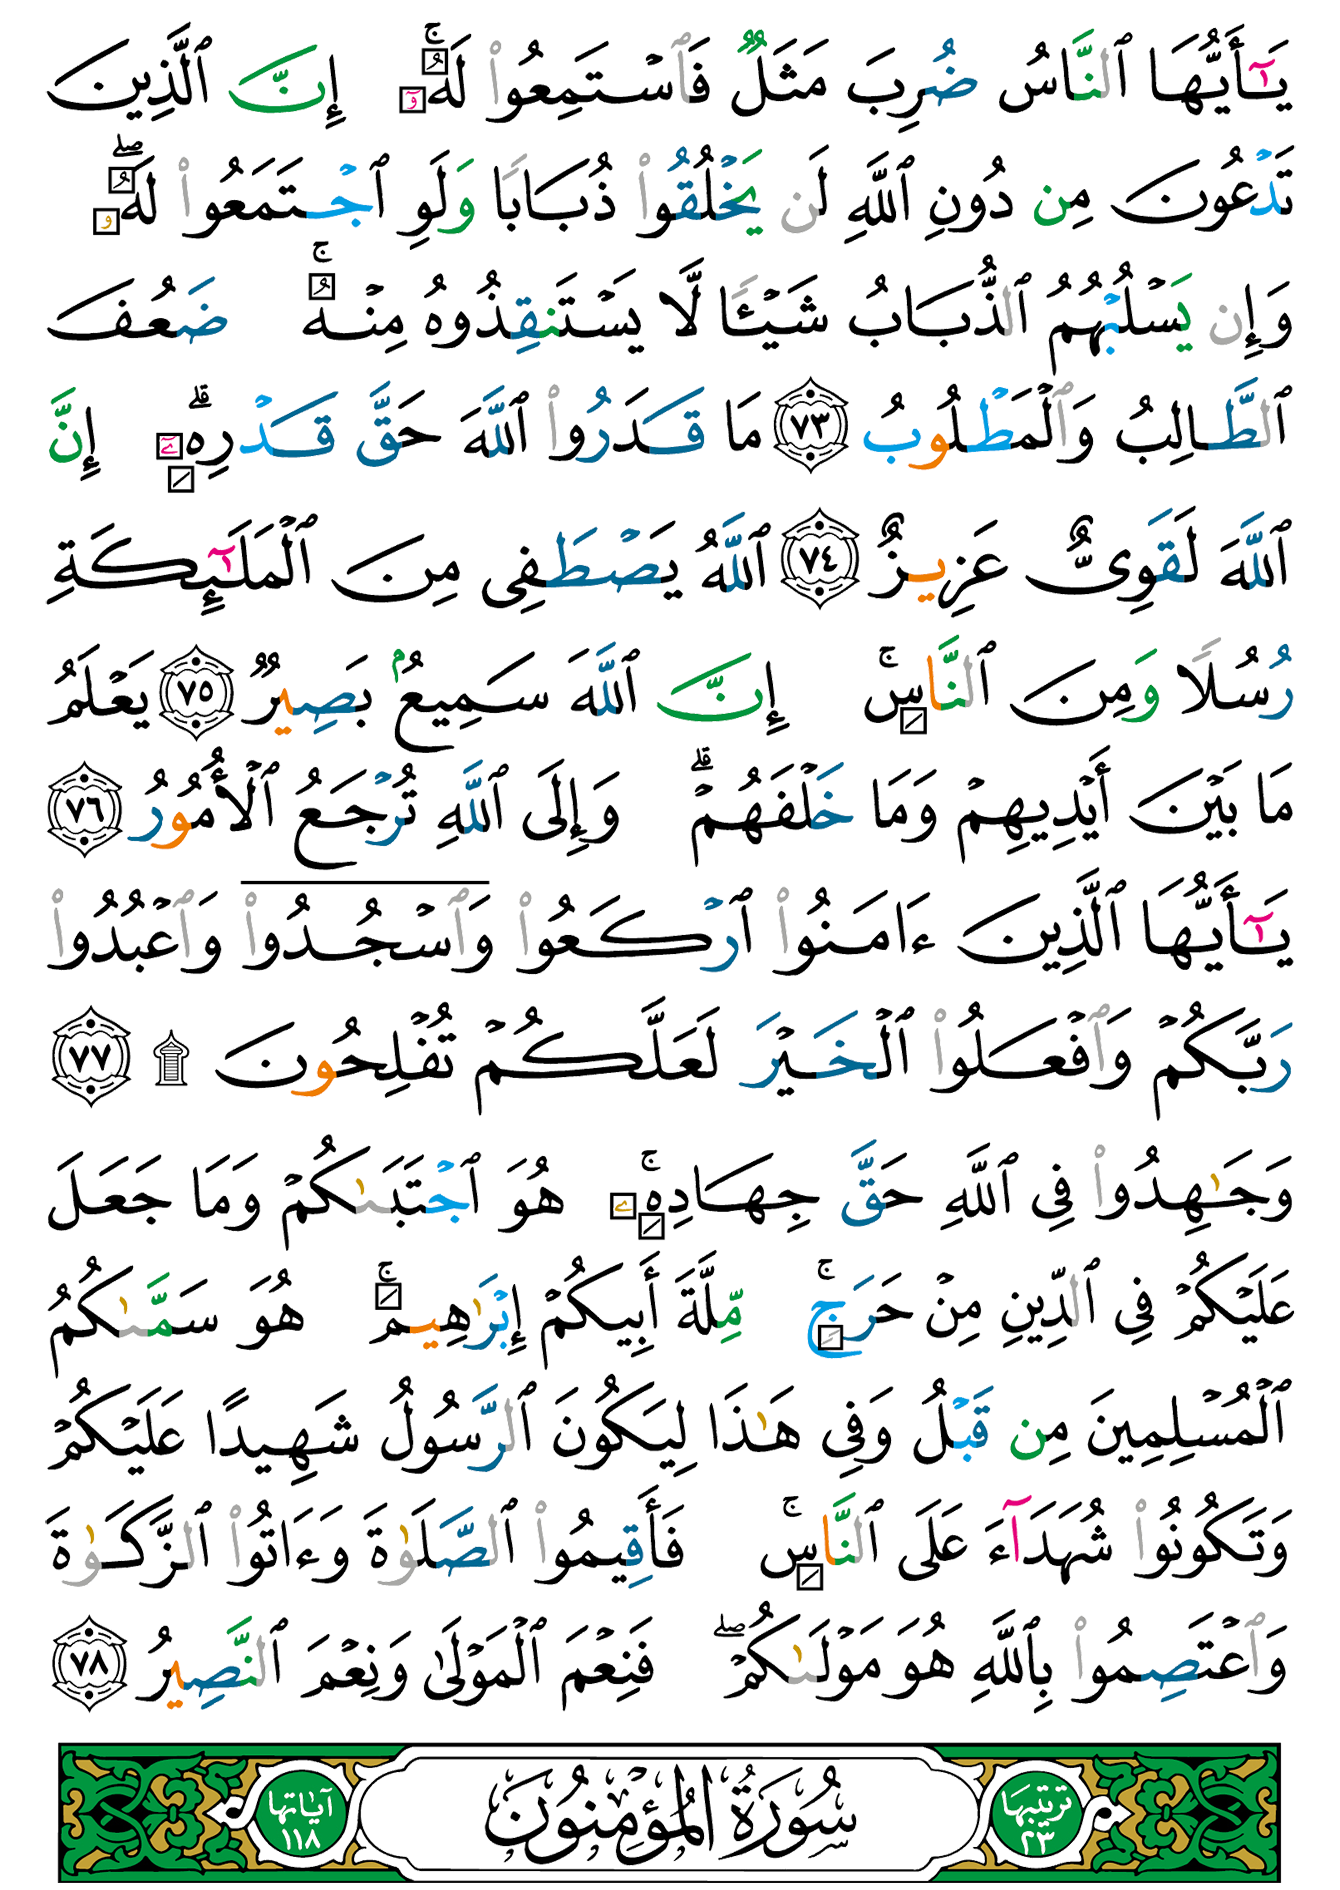 يَـٰٓأَيُّهَا ٱلنَّاسُ ضُرِبَ مَثَلٌ فَٱسْتَمِعُوا۟ لَهُۥٓ ۚ إِنَّ ٱلَّذِينَ
تَدْعُونَ مِن دُونِ ٱللَّهِ لَن يَخْلُقُوا۟ ذُبَابًا وَلَوِ ٱجْتَمَعُوا۟ لَهُۥ ۖ
وَإِن يَسْلُبْهُمُ ٱلذُّبَابُ شَيْـًٔا لَّا يَسْتَنقِذُوهُ مِنْهُ ۚ ضَعُفَ
ٱلطَّالِبُ وَٱلْمَطْلُوبُ ٧٣ مَا قَدَرُوا۟ ٱللَّهَ حَقَّ قَدْرِهِۦٓ ۗ إِنَّ
ٱللَّهَ لَقَوِىٌّ عَزِيزٌ ٧٤ ٱللَّهُ يَصْطَفِى مِنَ ٱلْمَلَـٰٓئِكَةِ
رُسُلًا وَمِنَ ٱلنَّاسِ ۚ إِنَّ ٱللَّهَ سَمِيعٌۢ بَصِيرٌ ٧٥ يَعْلَمُ
مَا بَيْنَ أَيْدِيهِمْ وَمَا خَلْفَهُمْ ۗ وَإِلَى ٱللَّهِ تُرْجَعُ ٱلْأُمُورُ ٧٦
يَـٰٓأَيُّهَا ٱلَّذِينَ ءَامَنُوا۟ ٱرْكَعُوا۟ وَٱسْجُدُوا۟ وَٱعْبُدُوا۟
رَبَّكُمْ وَٱفْعَلُوا۟ ٱلْخَيْرَ لَعَلَّكُمْ تُفْلِحُونَ ۩ ٧٧
وَجَـٰهِدُوا۟ فِى ٱللَّهِ حَقَّ جِهَادِهِۦ ۚ هُوَ ٱجْتَبَىٰكُمْ وَمَا جَعَلَ
عَلَيْكُمْ فِى ٱلدِّينِ مِنْ حَرَجٍ ۚ مِّلَّةَ أَبِيكُمْ إِبْرَٰهِيمَ ۚ هُوَ سَمَّىٰكُمُ
ٱلْمُسْلِمِينَ مِن قَبْلُ وَفِى هَـٰذَا لِيَكُونَ ٱلرَّسُولُ شَهِيدًا عَلَيْكُمْ
وَتَكُونُوا۟ شُهَدَآءَ عَلَى ٱلنَّاسِ ۚ فَأَقِيمُوا۟ ٱلصَّلَوٰةَ وَءَاتُوا۟ ٱلزَّكَوٰةَ
وَٱعْتَصِمُوا۟ بِٱللَّهِ هُوَ مَوْلَىٰكُمْ ۖ فَنِعْمَ ٱلْمَوْلَىٰ وَنِعْمَ ٱلنَّصِيرُ ٧٨
ترتيبها ٢٣ سُورَةُ المُؤْمِنُونَ آياتها ١١٨